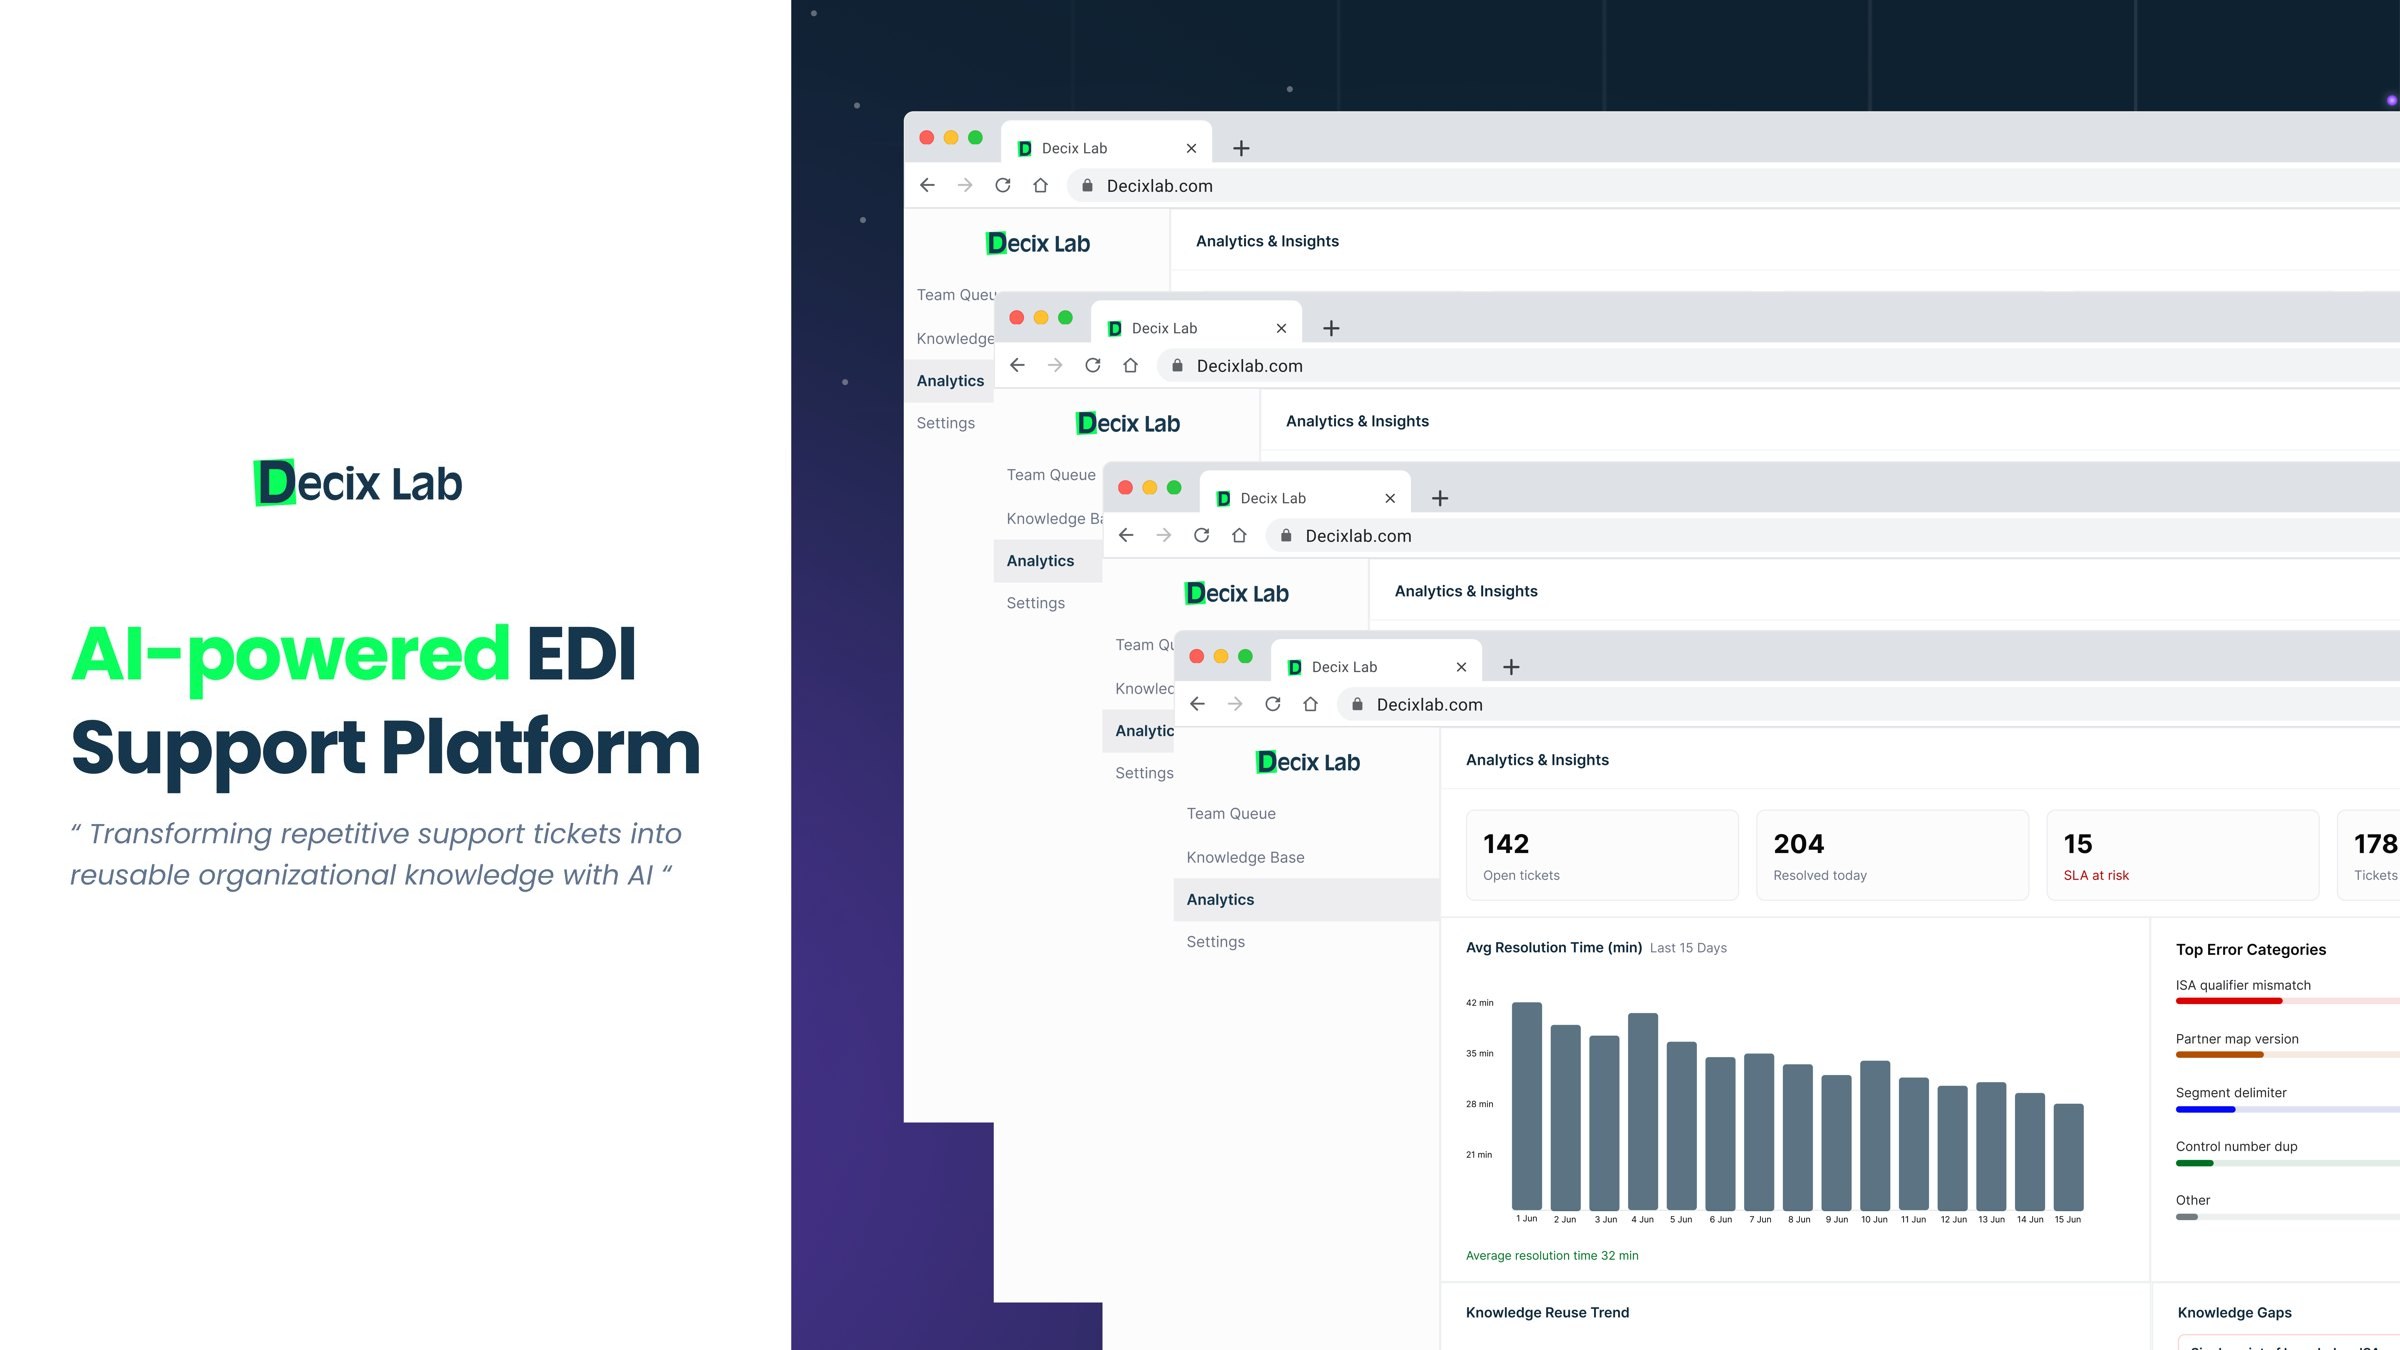 Decix Lab
AI-powered EDI
Support Platform
“ Transforming repetitive support tickets into
reusable organizational knowledge with AI “
Decix Lab
Decixlab.com
Decix Lab
Analytics & Insights
Team Queu
Knowledge
Analytics
Settings
Decix Lab
Decixlab.com
Decix Lab
Analytics & Insights
Team Queue
Knowledge Ba
Analytics
Settings
Decix Lab
Decixlab.com
Decix Lab
Analytics & Insights
Team Qu
Knowled
Analytic
Settings
Decix Lab
Decixlab.com
Decix Lab
Team Queue
Knowledge Base
Analytics
Settings
Analytics & Insights
142
Open tickets
204
Resolved today
15
SLA at risk
178
Tickets
Avg Resolution Time (min) Last 15 Days
42 min
35 min
28 min
21 min
1 Jun 2 Jun 3 Jun 4 Jun 5 Jun 6 Jun 7 Jun 8 Jun 9 Jun 10 Jun 11 Jun 12 Jun 13 Jun 14 Jun 15 Jun
Average resolution time 32 min
Top Error Categories
ISA qualifier mismatch
Partner map version
Segment delimiter
Control number dup
Other
Knowledge Reuse Trend
Knowledge Gaps